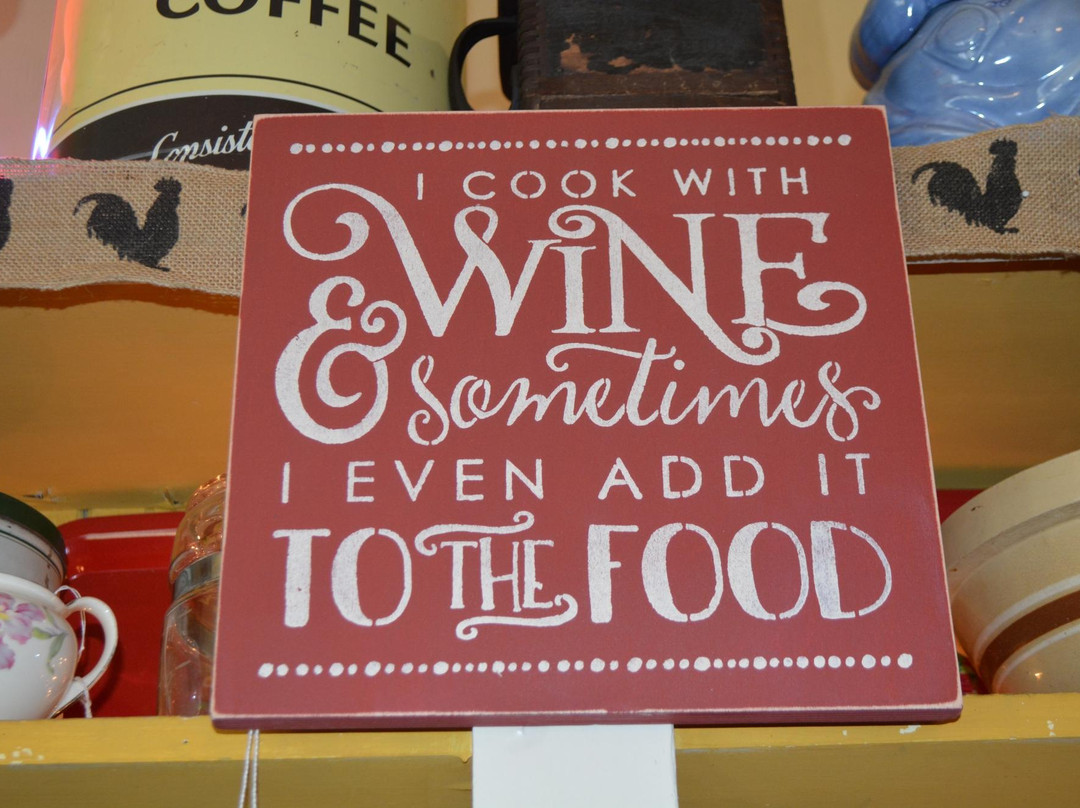 COFFEE
I COOK WITH
WINE
& sometimes
I EVEN ADD IT
TO THE FOOD